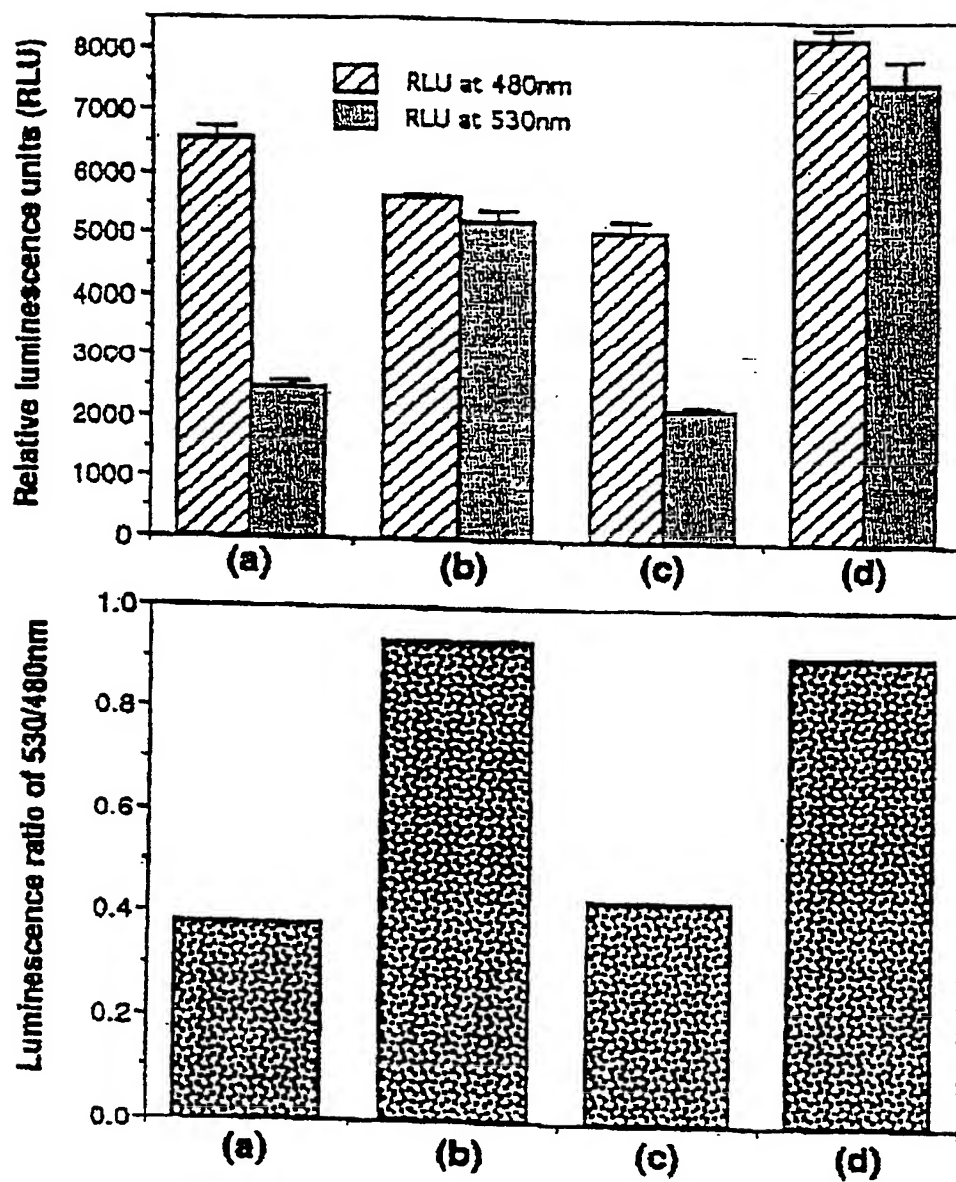 Relative luminescence units (RLU)
8000
7000
6000
5000
4000
3000
2000
1000
0
RLU at 480nm
RLU at 530nm
(a)
(b)
(c)
(d)
Luminescence ratio of 530/480nm
1.0
0.8
0.6
0.4
0.2
0.0
(a)
(b)
(c)
(d)